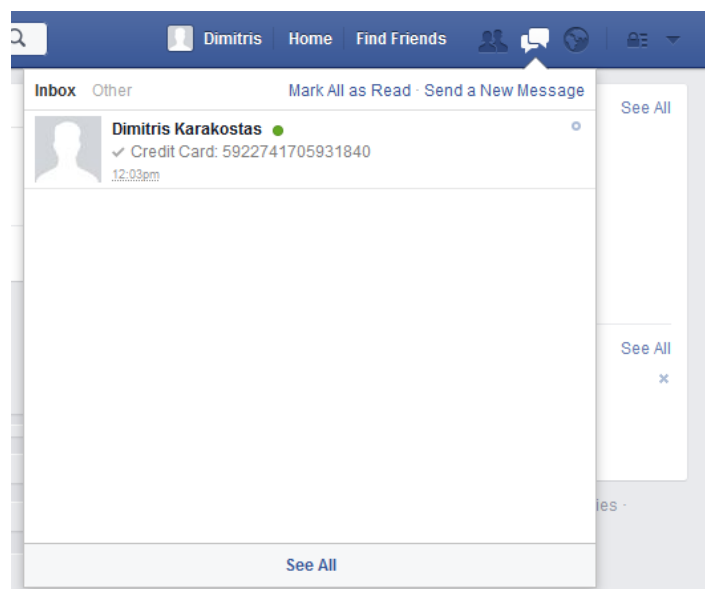 Dimitris Home Find Friends
Inbox Other Mark All as Read · Send a New Message
See All
Dimitris Karakostas
Credit Card: 5922741705931840
12:03pm
See All
ies ·
See All